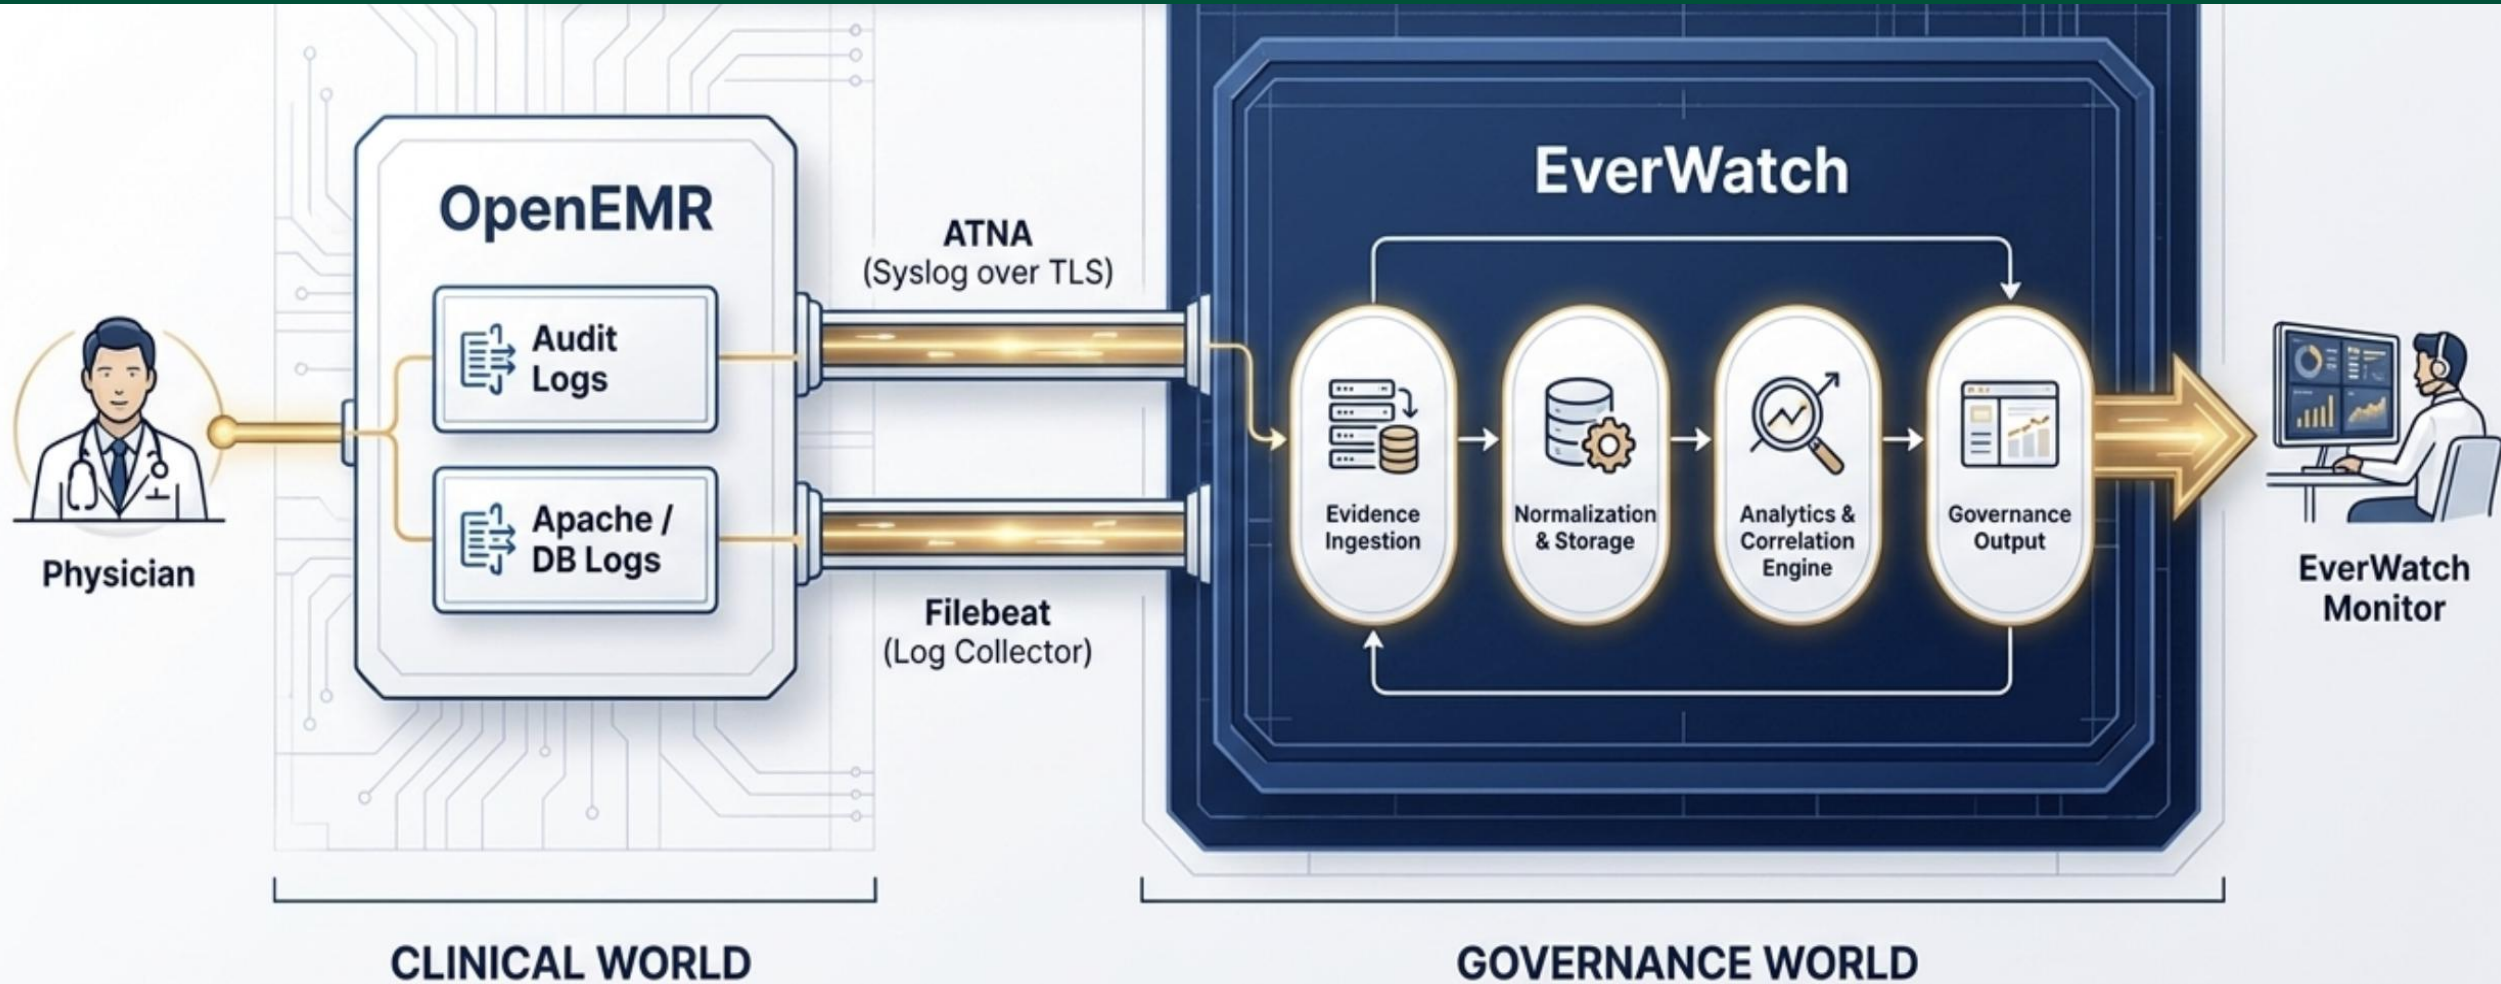 OpenEMR
Audit
Logs
Apache /
DB Logs
Physician
ATNA
(Syslog over TLS)
Filebeat
(Log Collector)
EverWatch
Evidence
Ingestion
Normalization
& Storage
Analytics &
Correlation
Engine
Governance
Output
EverWatch
Monitor
CLINICAL WORLD
GOVERNANCE WORLD